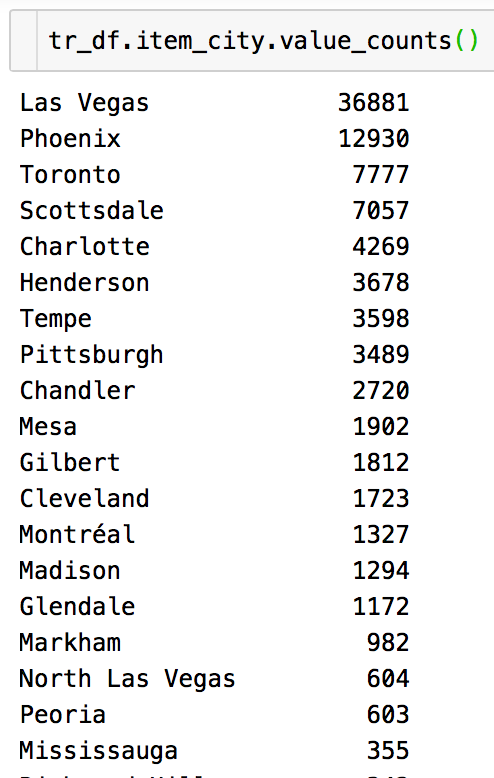 tr_df.item_city.value_counts()
Las Vegas 36881
Phoenix 12930
Toronto 7777
Scottsdale 7057
Charlotte 4269
Henderson 3678
Tempe 3598
Pittsburgh 3489
Chandler 2720
Mesa 1902
Gilbert 1812
Cleveland 1723
Montréal 1327
Madison 1294
Glendale 1172
Markham 982
North Las Vegas 604
Peoria 603
Mississauga 355